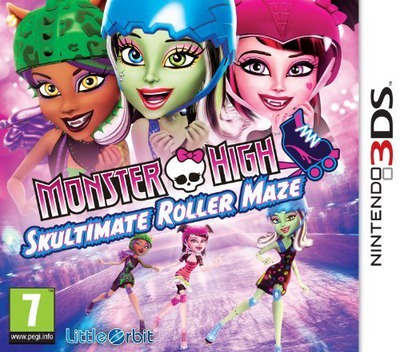 MONSTER HIGH
SKULTIMATE ROLLER MAZE
NINTENDO 3DS
7
www.pegi.info
Little Orbit